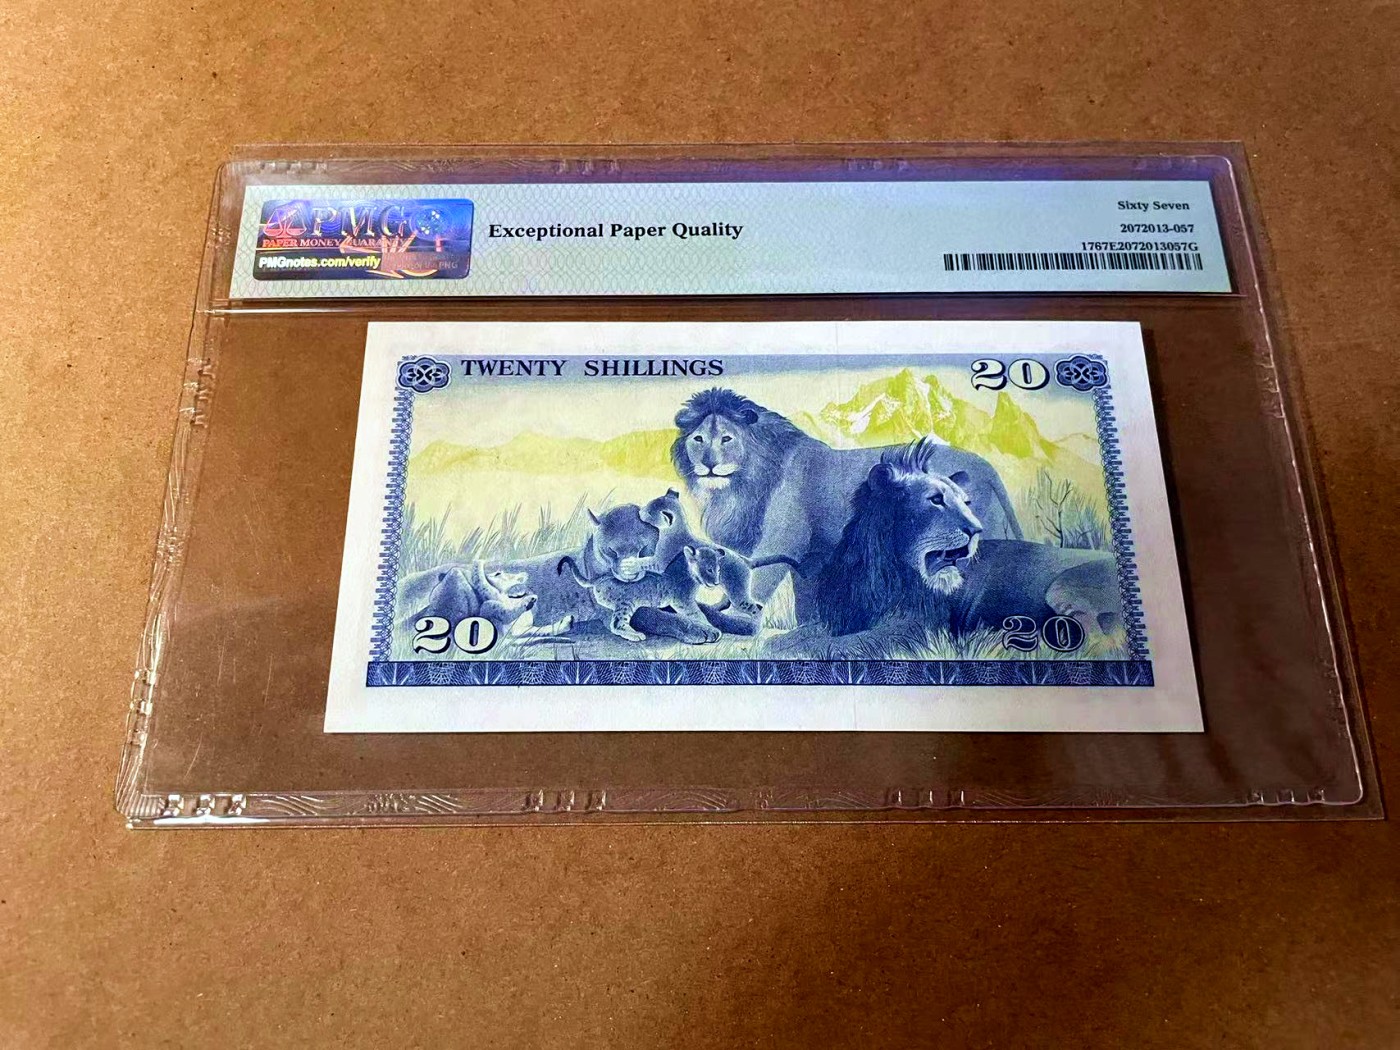 PMG
PAPER MONEY GUARANTY
PMGnotes.com/verify
Exceptional Paper Quality
Sixty Seven
2072013-057
1767E2072013057G
TWENTY SHILLINGS
20
20
20